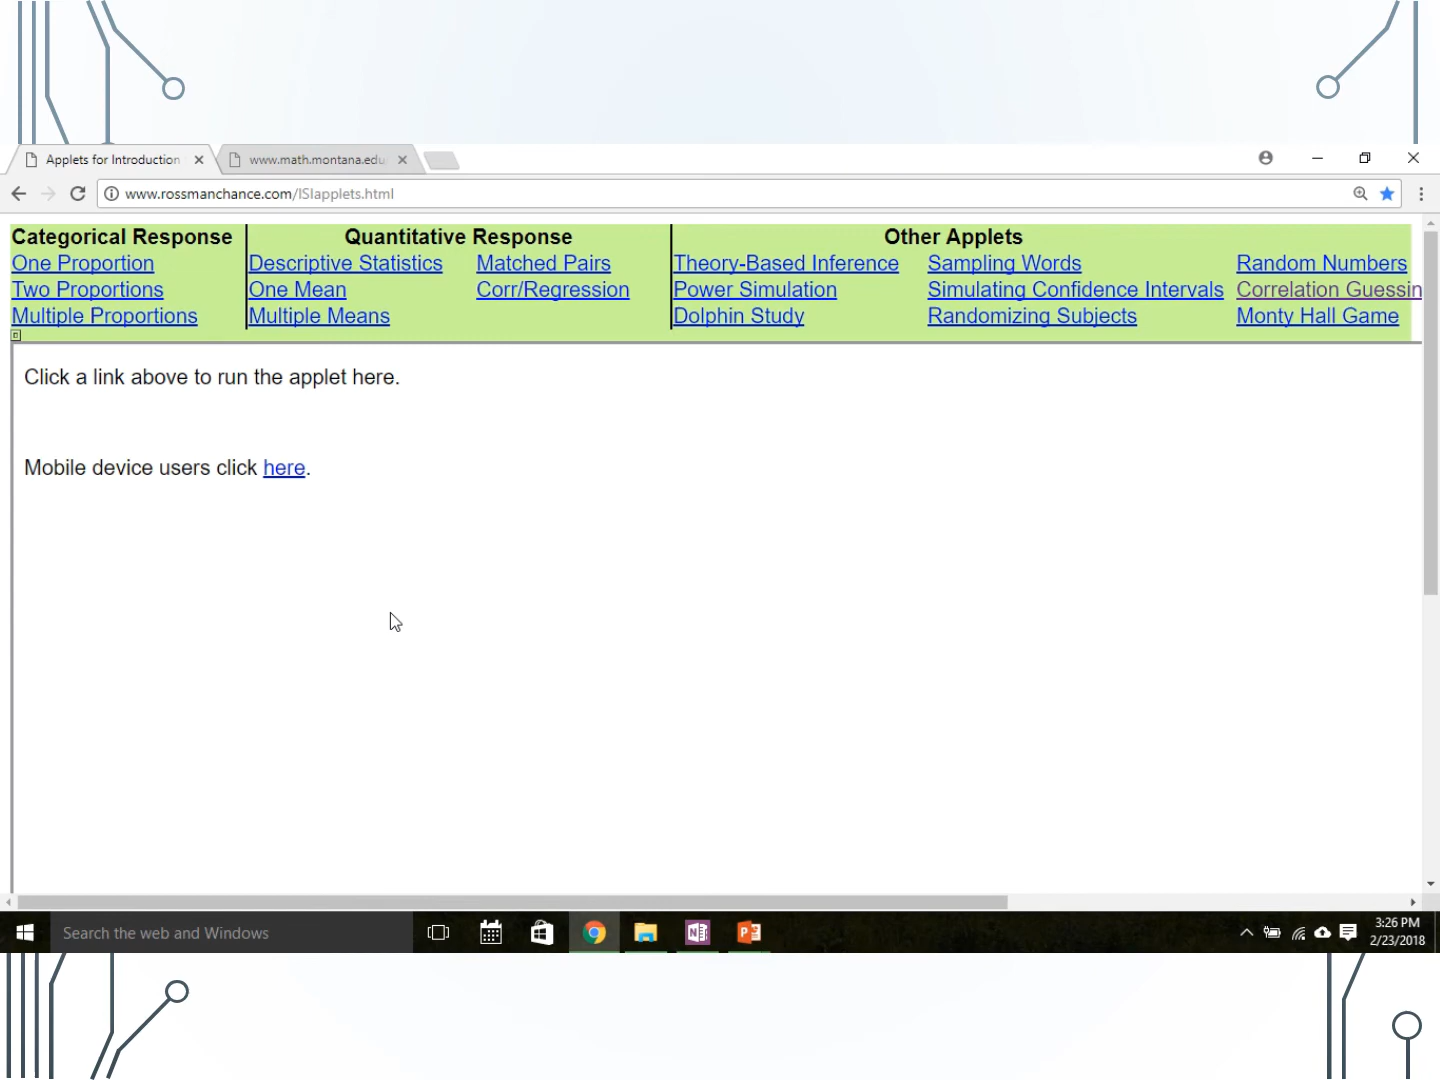 Applets for Introduction
www.math.montana.edu
www.rossmanchance.com/ISIapplets.html
Categorical Response Quantitative Response Other Applets
One Proportion Descriptive Statistics Matched Pairs Theory-Based Inference Sampling Words Random Numbers
Two Proportions One Mean Corr/Regression Power Simulation Simulating Confidence Intervals Correlation Guessin
Multiple Proportions Multiple Means Dolphin Study Randomizing Subjects Monty Hall Game
Click a link above to run the applet here.
Mobile device users click here.
Search the web and Windows
3:26 PM
2/23/2018